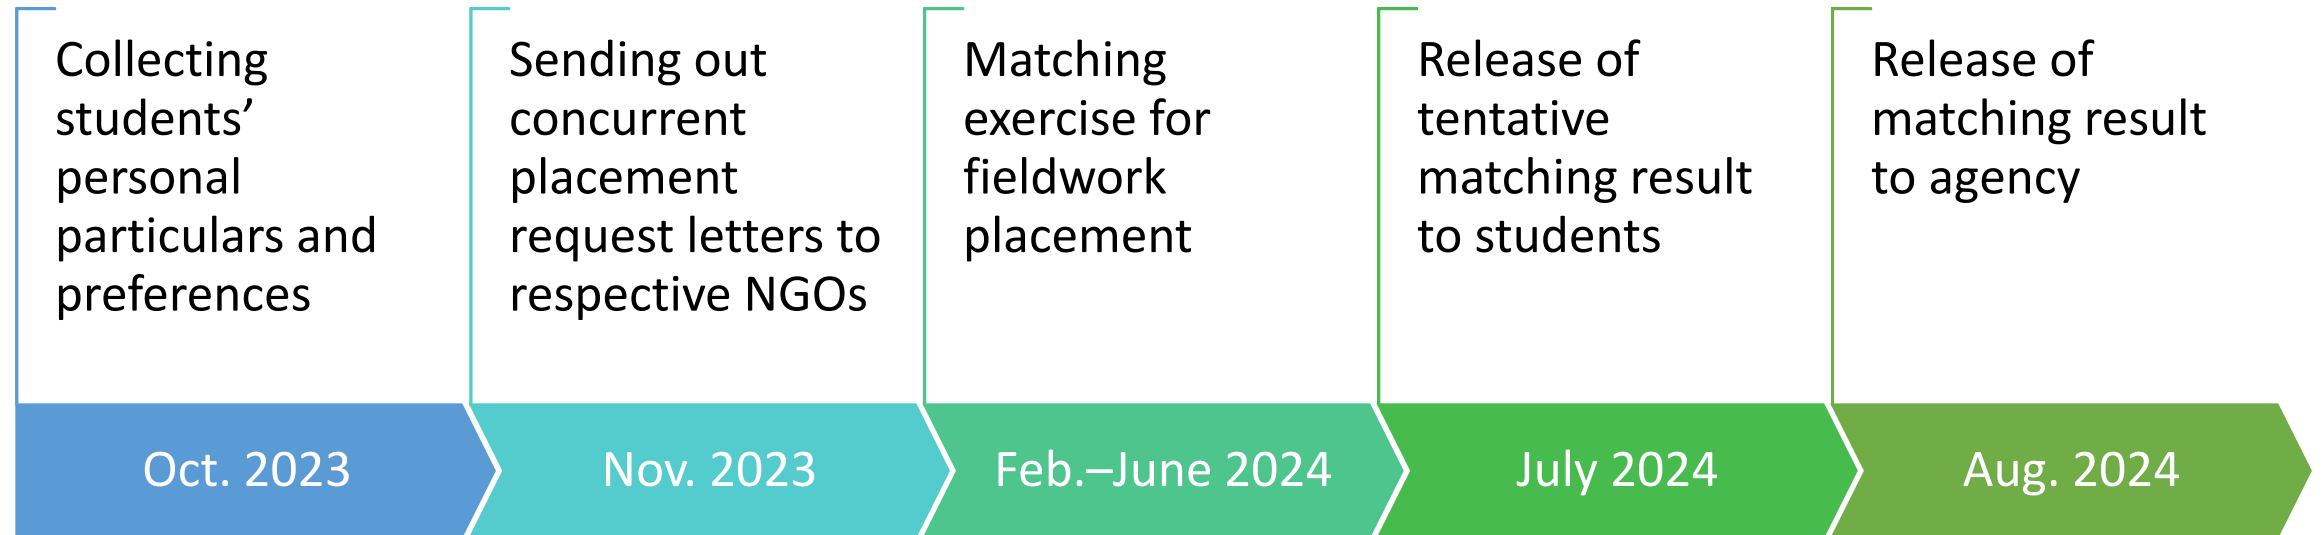 Collecting
students’
personal
particulars and
preferences
Oct. 2023
Sending out
concurrent
placement
request letters to
respective NGOs
Nov. 2023
Matching
exercise for
fieldwork
placement
Feb.–June 2024
Release of
tentative
matching result
to students
July 2024
Release of
matching result
to agency
Aug. 2024